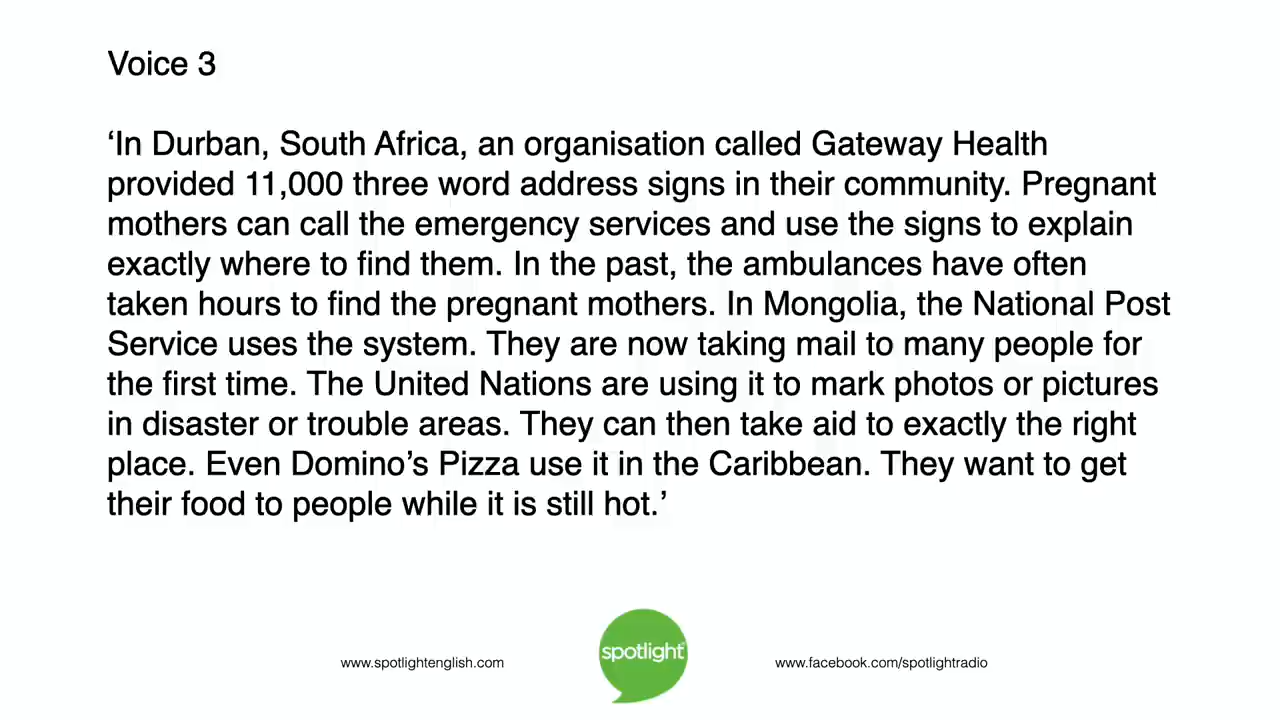 Voice 3
‘In Durban, South Africa, an organisation called Gateway Health
provided 11,000 three word address signs in their community. Pregnant
mothers can call the emergency services and use the signs to explain
exactly where to find them. In the past, the ambulances have often
taken hours to find the pregnant mothers. In Mongolia, the National Post
Service uses the system. They are now taking mail to many people for
the first time. The United Nations are using it to mark photos or pictures
in disaster or trouble areas. They can then take aid to exactly the right
place. Even Domino’s Pizza use it in the Caribbean. They want to get
their food to people while it is still hot.’
www.spotlightenglish.com
spotlight
www.facebook.com/spotlightradio